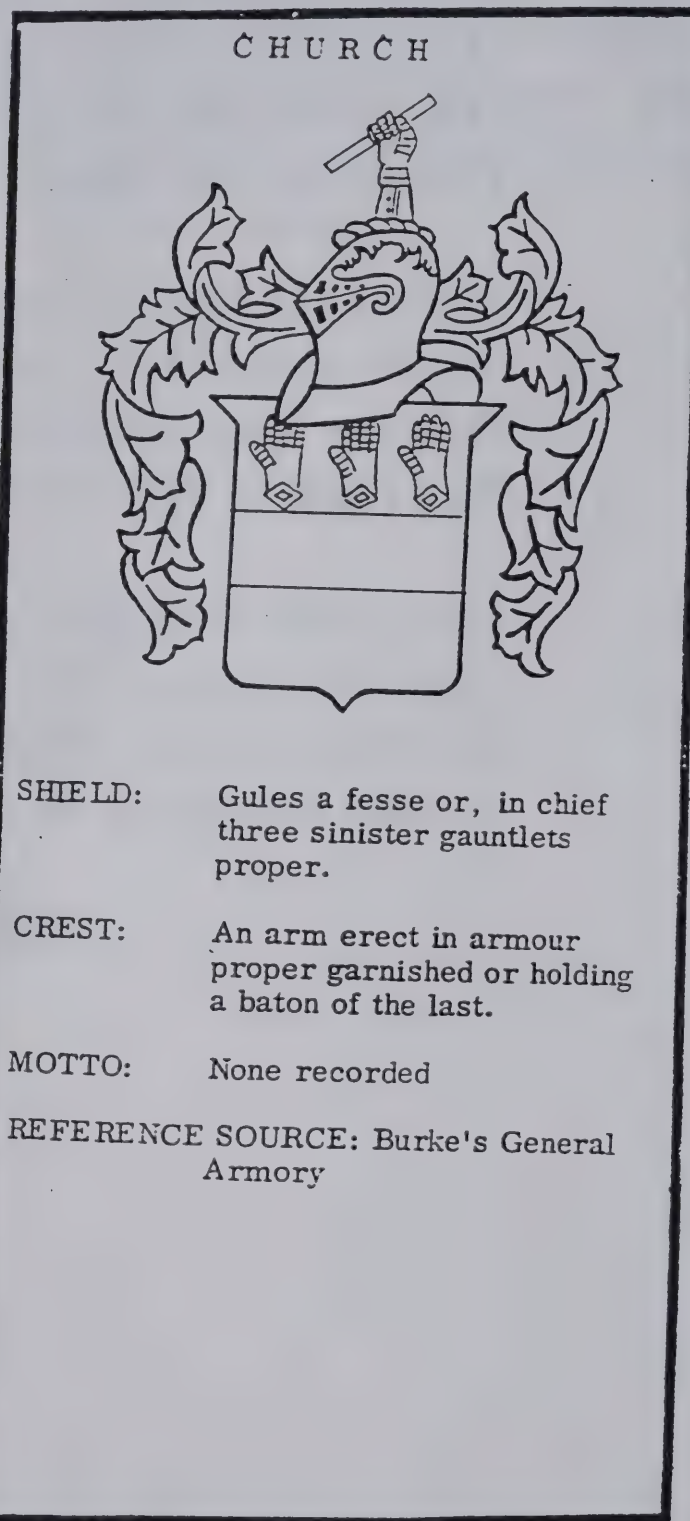 CHURCH
SHIELD: Gules a fesse or, in chief
three sinister gauntlets
proper.
CREST: An arm erect in armour
proper garnished or holding
a baton of the last.
MOTTO: None recorded
REFERENCE SOURCE: Burke's General
Armory